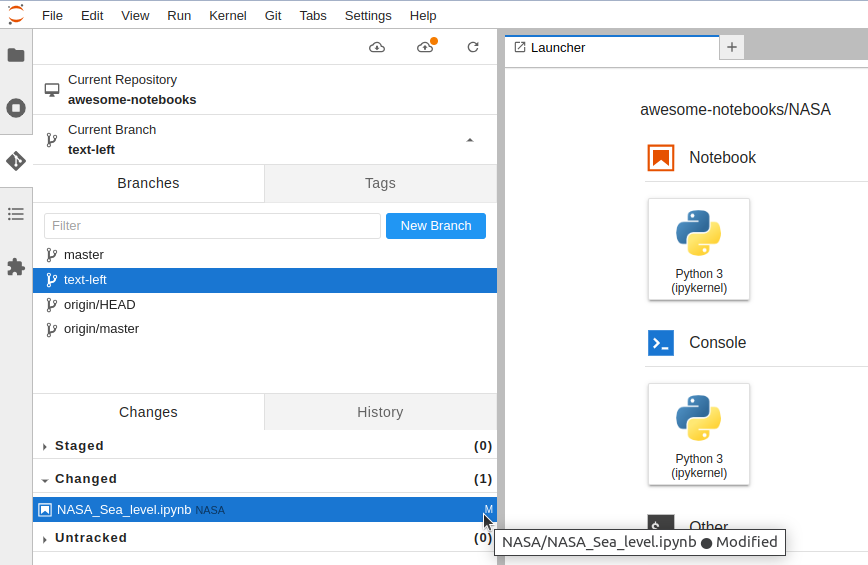 File Edit View Run Kernel Git Tabs Settings Help
Current Repository
awesome-notebooks
Current Branch
text-left
Branches Tags
Filter New Branch
master
text-left
origin/HEAD
origin/master
Changes History
Staged (0)
Changed (1)
NASA_Sea_level.ipynb NASA M
Untracked (0)
Launcher
awesome-notebooks/NASA
Notebook
Python 3
(ipykernel)
Console
Python 3
(ipykernel)
Other
NASA/NASA_Sea_level.ipynb ● Modified